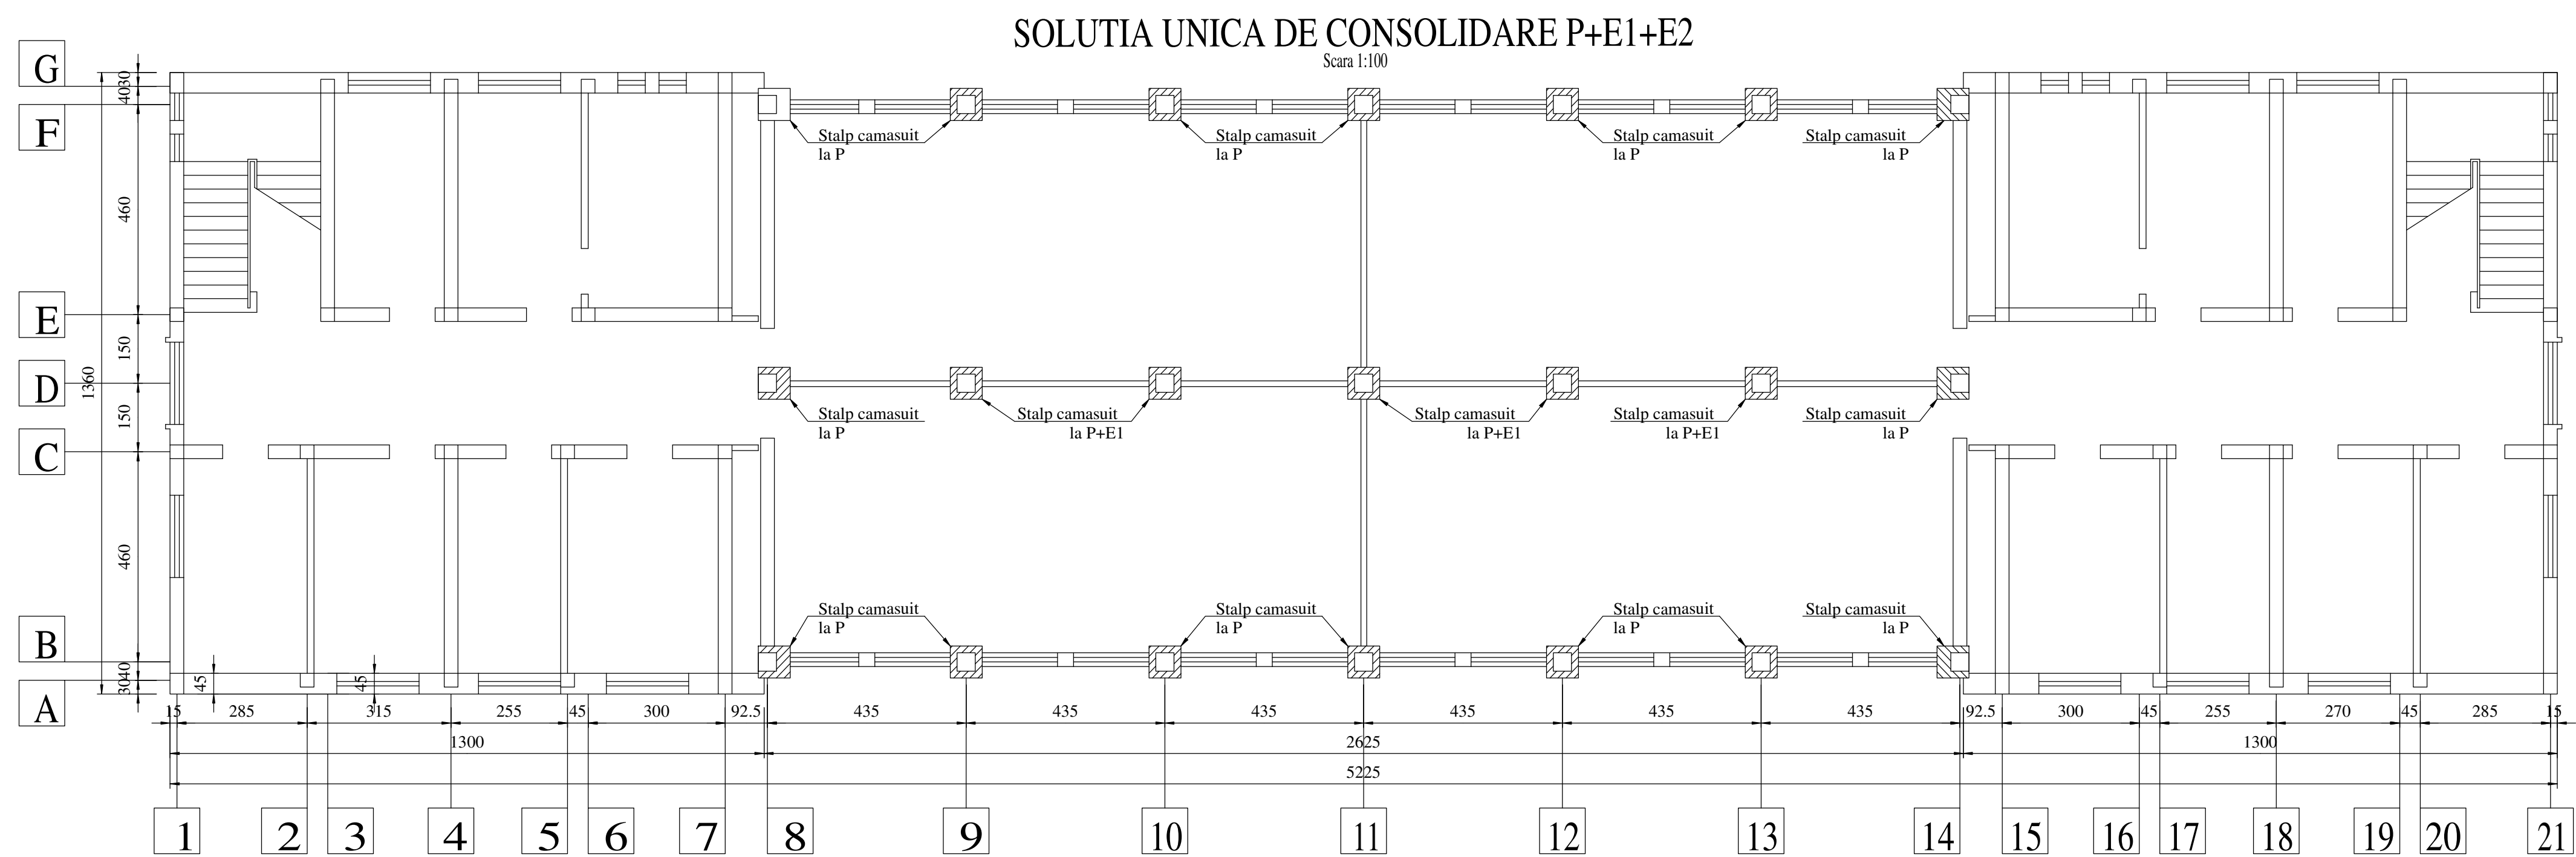 SOLUTIA UNICA DE CONSOLIDARE P+E1+E2
Scara 1:100
G
F
E
D
C
B
A
30
40
460
150
150
460
40
30
1360
Stalp camasuit
la P
Stalp camasuit
la P
Stalp camasuit
la P
Stalp camasuit
la P
Stalp camasuit
la P
Stalp camasuit
la P+E1
Stalp camasuit
la P+E1
Stalp camasuit
la P+E1
Stalp camasuit
la P
Stalp camasuit
la P
Stalp camasuit
la P
Stalp camasuit
la P
Stalp camasuit
la P
45 45
15 285 315 255 45 300 92.5 435 435 435 435 435 435 92.5 300 45 255 270 45 285 15
1300 2625 1300
5225
1 2 3 4 5 6 7 8 9 10 11 12 13 14 15 16 17 18 19 20 21